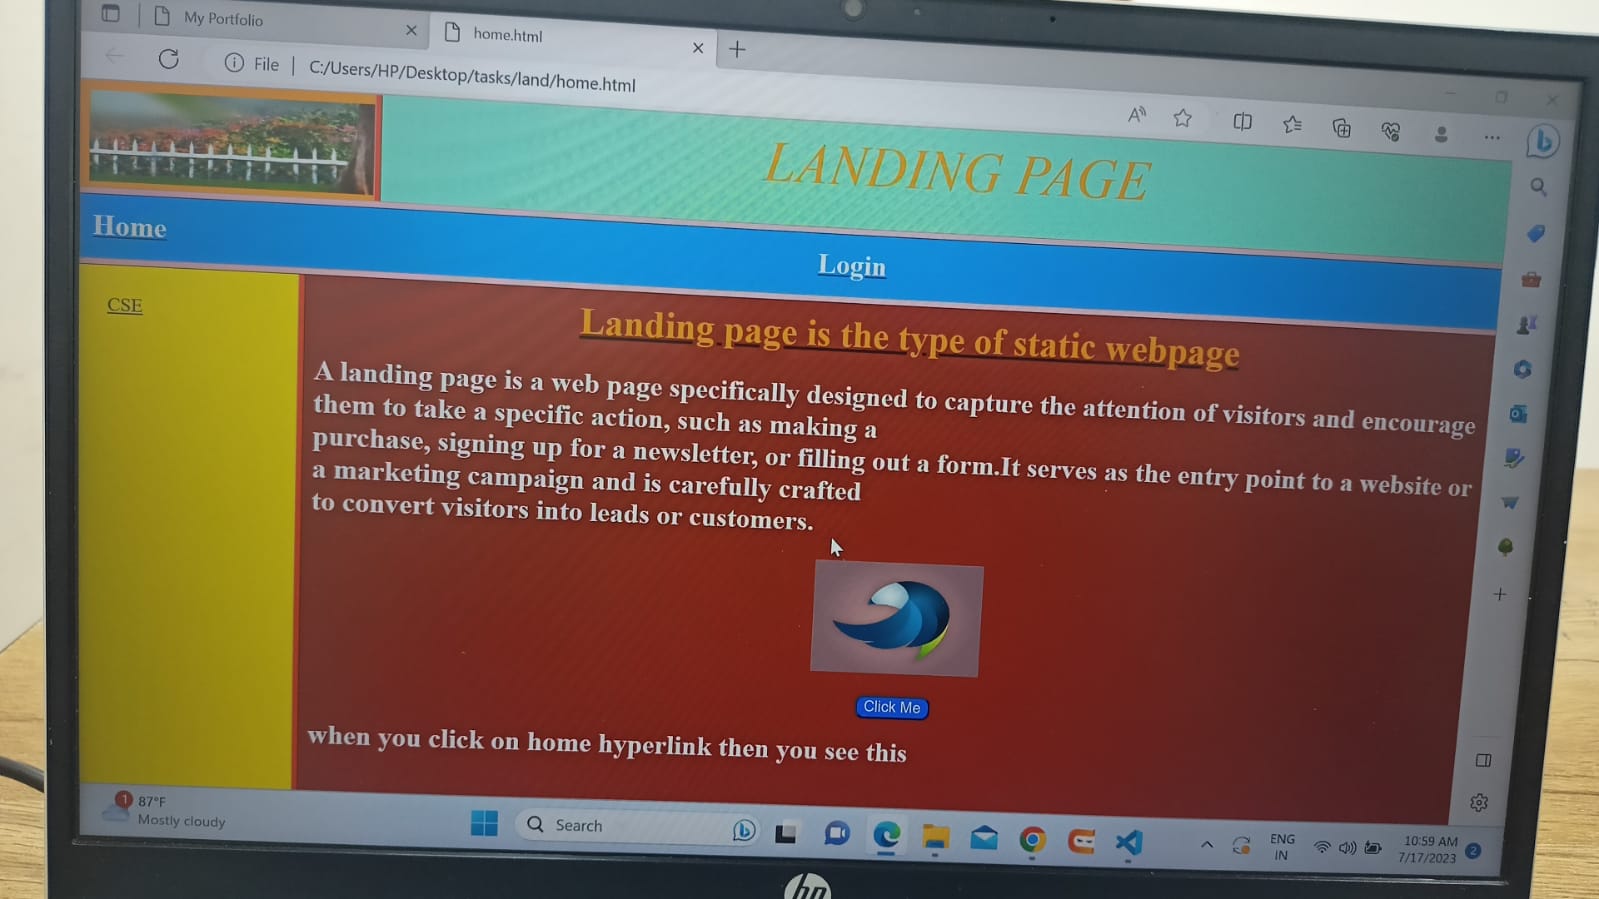 My Portfolio
home.html
File | C:/Users/HP/Desktop/tasks/land/home.html
LANDING PAGE
Home
Login
CSE
Landing page is the type of static webpage
A landing page is a web page specifically designed to capture the attention of visitors and encourage
them to take a specific action, such as making a
purchase, signing up for a newsletter, or filling out a form.It serves as the entry point to a website or
a marketing campaign and is carefully crafted
to convert visitors into leads or customers.
Click Me
when you click on home hyperlink then you see this
1
87°F
Mostly cloudy
Search
ENG
IN
10:59 AM
7/17/2023
2
hp